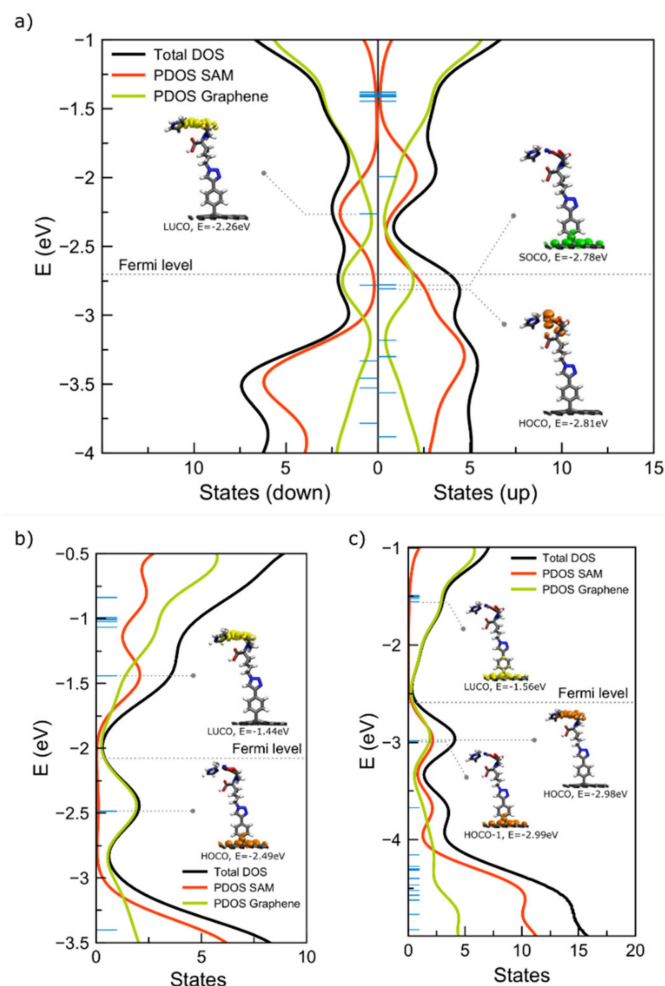 a)
Total DOS
PDOS SAM
PDOS Graphene
LUCO, E=-2.26eV
SOCO, E=-2.78eV
HOCO, E=-2.81eV
Fermi level
E (eV)
−1
−1.5
−2
−2.5
−3
−3.5
−4
10 5 0 5 10 15
States (down) States (up)
b)
E (eV)
−0.5
−1
−1.5
−2
−2.5
−3
−3.5
LUCO, E=-1.44eV
Fermi level
HOCO, E=-2.49eV
Total DOS
PDOS SAM
PDOS Graphene
0 5 10
States
c)
E (eV)
−1
−2
−3
−4
Total DOS
PDOS SAM
PDOS Graphene
LUCO, E=-1.56eV
Fermi level
HOCO, E=-2.98eV
HOCO-1, E=-2.99eV
0 5 10 15 20
States